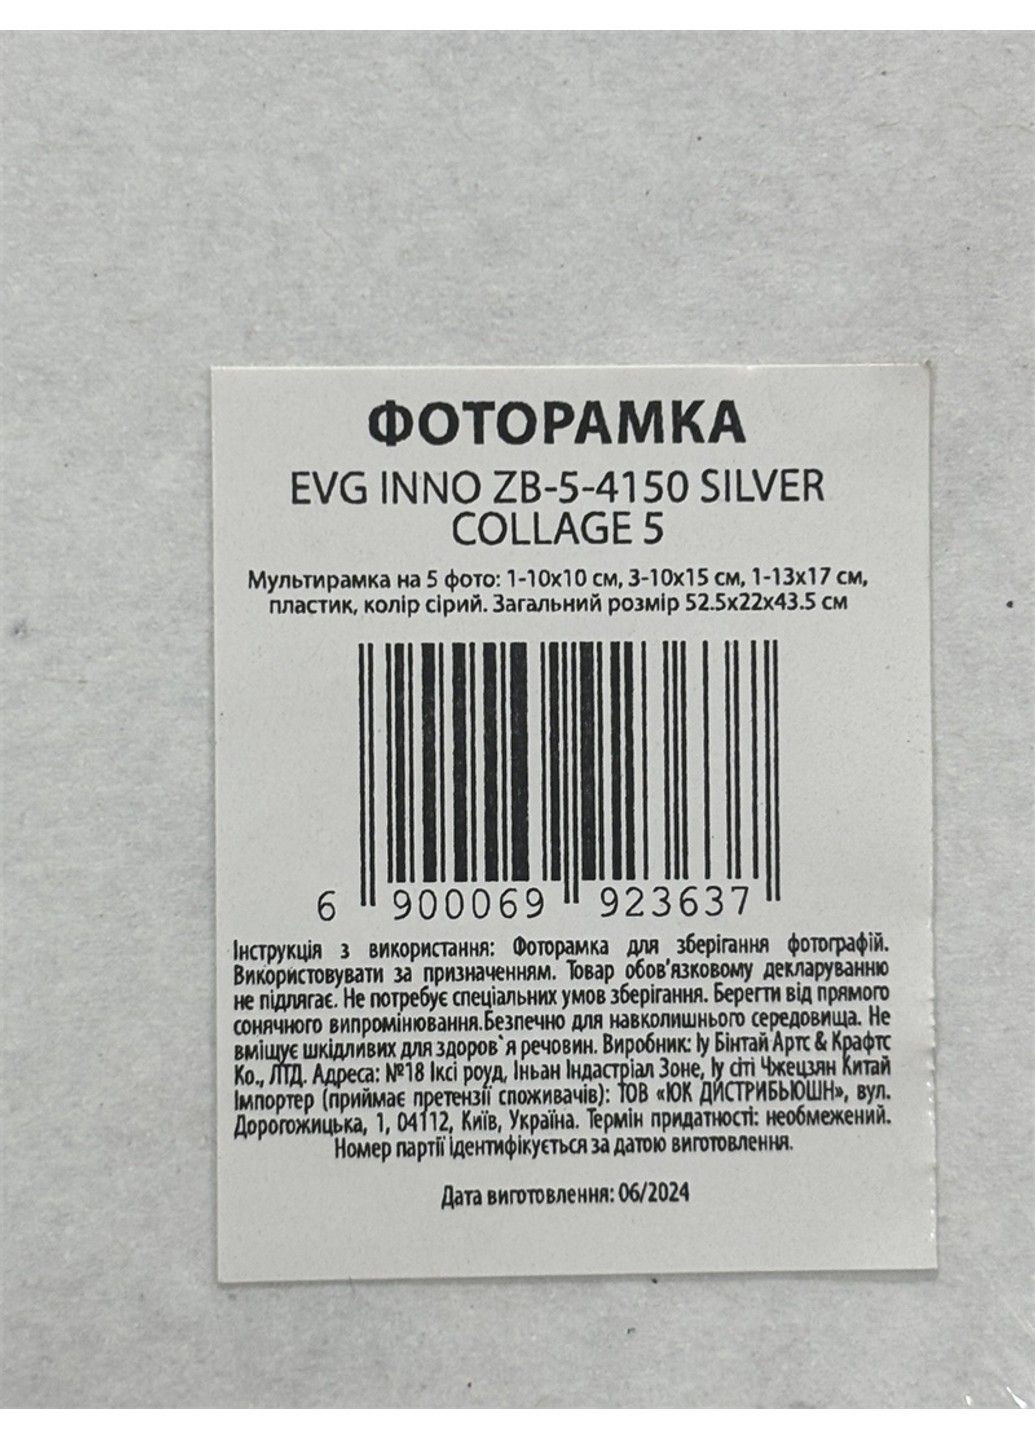 ФОТОРАМКА
EVG INNO ZB-5-4150 SILVER
COLLAGE 5
Мультирамка на 5 фото: 1-10х10 см, 3-10х15 см, 1-13х17 см,
пластик, колір сірий. Загальний розмір 52.5х22х43.5 см
6 900069 923637
Інструкція з використання: Фоторамка для зберігання фотографій.
Використовувати за призначенням. Товар обов'язковому декларуванню
не підлягає. Не потребує спеціальних умов зберігання. Берегти від прямого
сонячного випромінювання.Безпечно для навколишнього середовища. Не
вміщує шкідливих для здоров`я речовин. Виробник: Іу Бінтай Артс & Крафтс
Ко., ЛТД. Адреса: №18 Іксі роуд, Іньан Індастріал Зоне, Іу сіті Чжецзян Китай
Імпортер (приймає претензії споживачів): ТОВ «ЮК ДИСТРИБЬЮШН», вул.
Дорогожицька, 1, 04112, Київ, Україна. Термін придатності: необмежений.
Номер партії ідентифікується за датою виготовлення.
Дата виготовлення: 06/2024